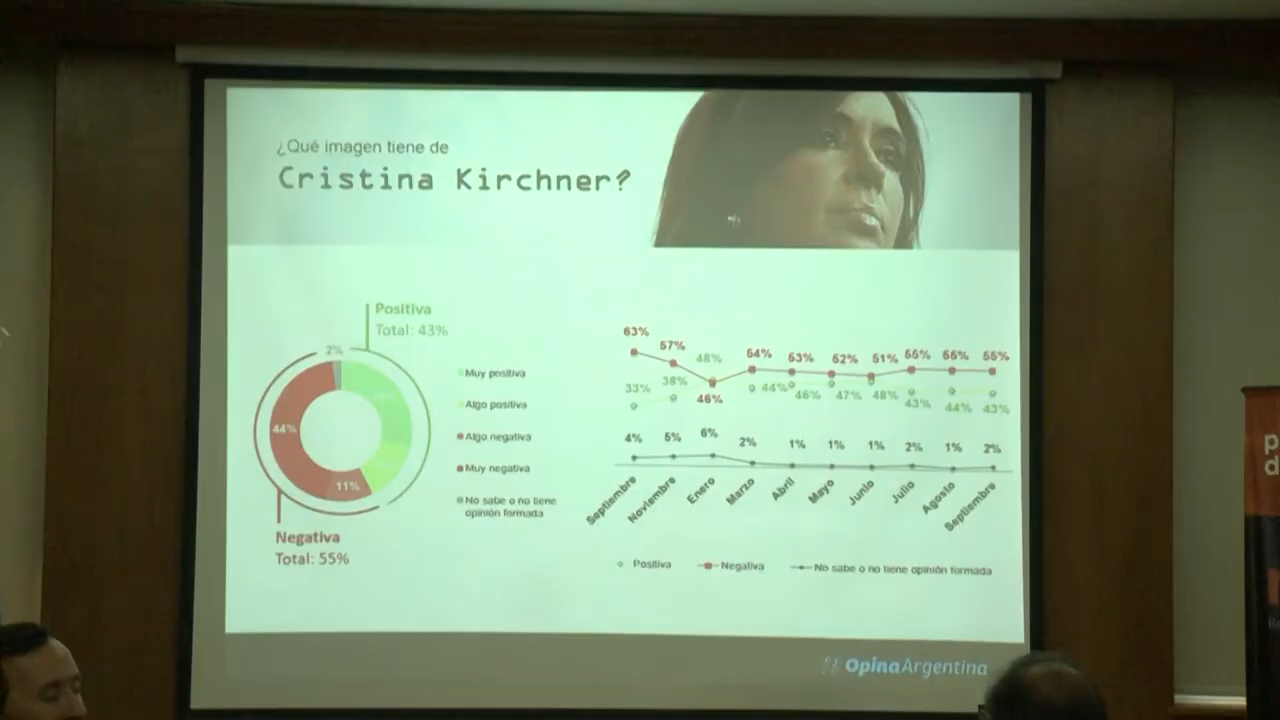 ¿Qué imagen tiene de
Cristina Kirchner?
Positiva
Total: 43%
2%
44%
11%
Negativa
Total: 55%
Muy positiva
Algo positiva
Algo negativa
Muy negativa
No sabe o no tiene
opinión formada
63% 57% 48% 54% 53% 52% 51% 55% 55% 55%
33% 38% 46% 44% 46% 47% 48% 43% 44% 43%
4% 5% 6% 2% 1% 1% 1% 2% 1% 2%
Septiembre Noviembre Enero Marzo Abril Mayo Junio Julio Agosto Septiembre
Positiva Negativa No sabe o no tiene opinión formada
OpinaArgentina
p
d